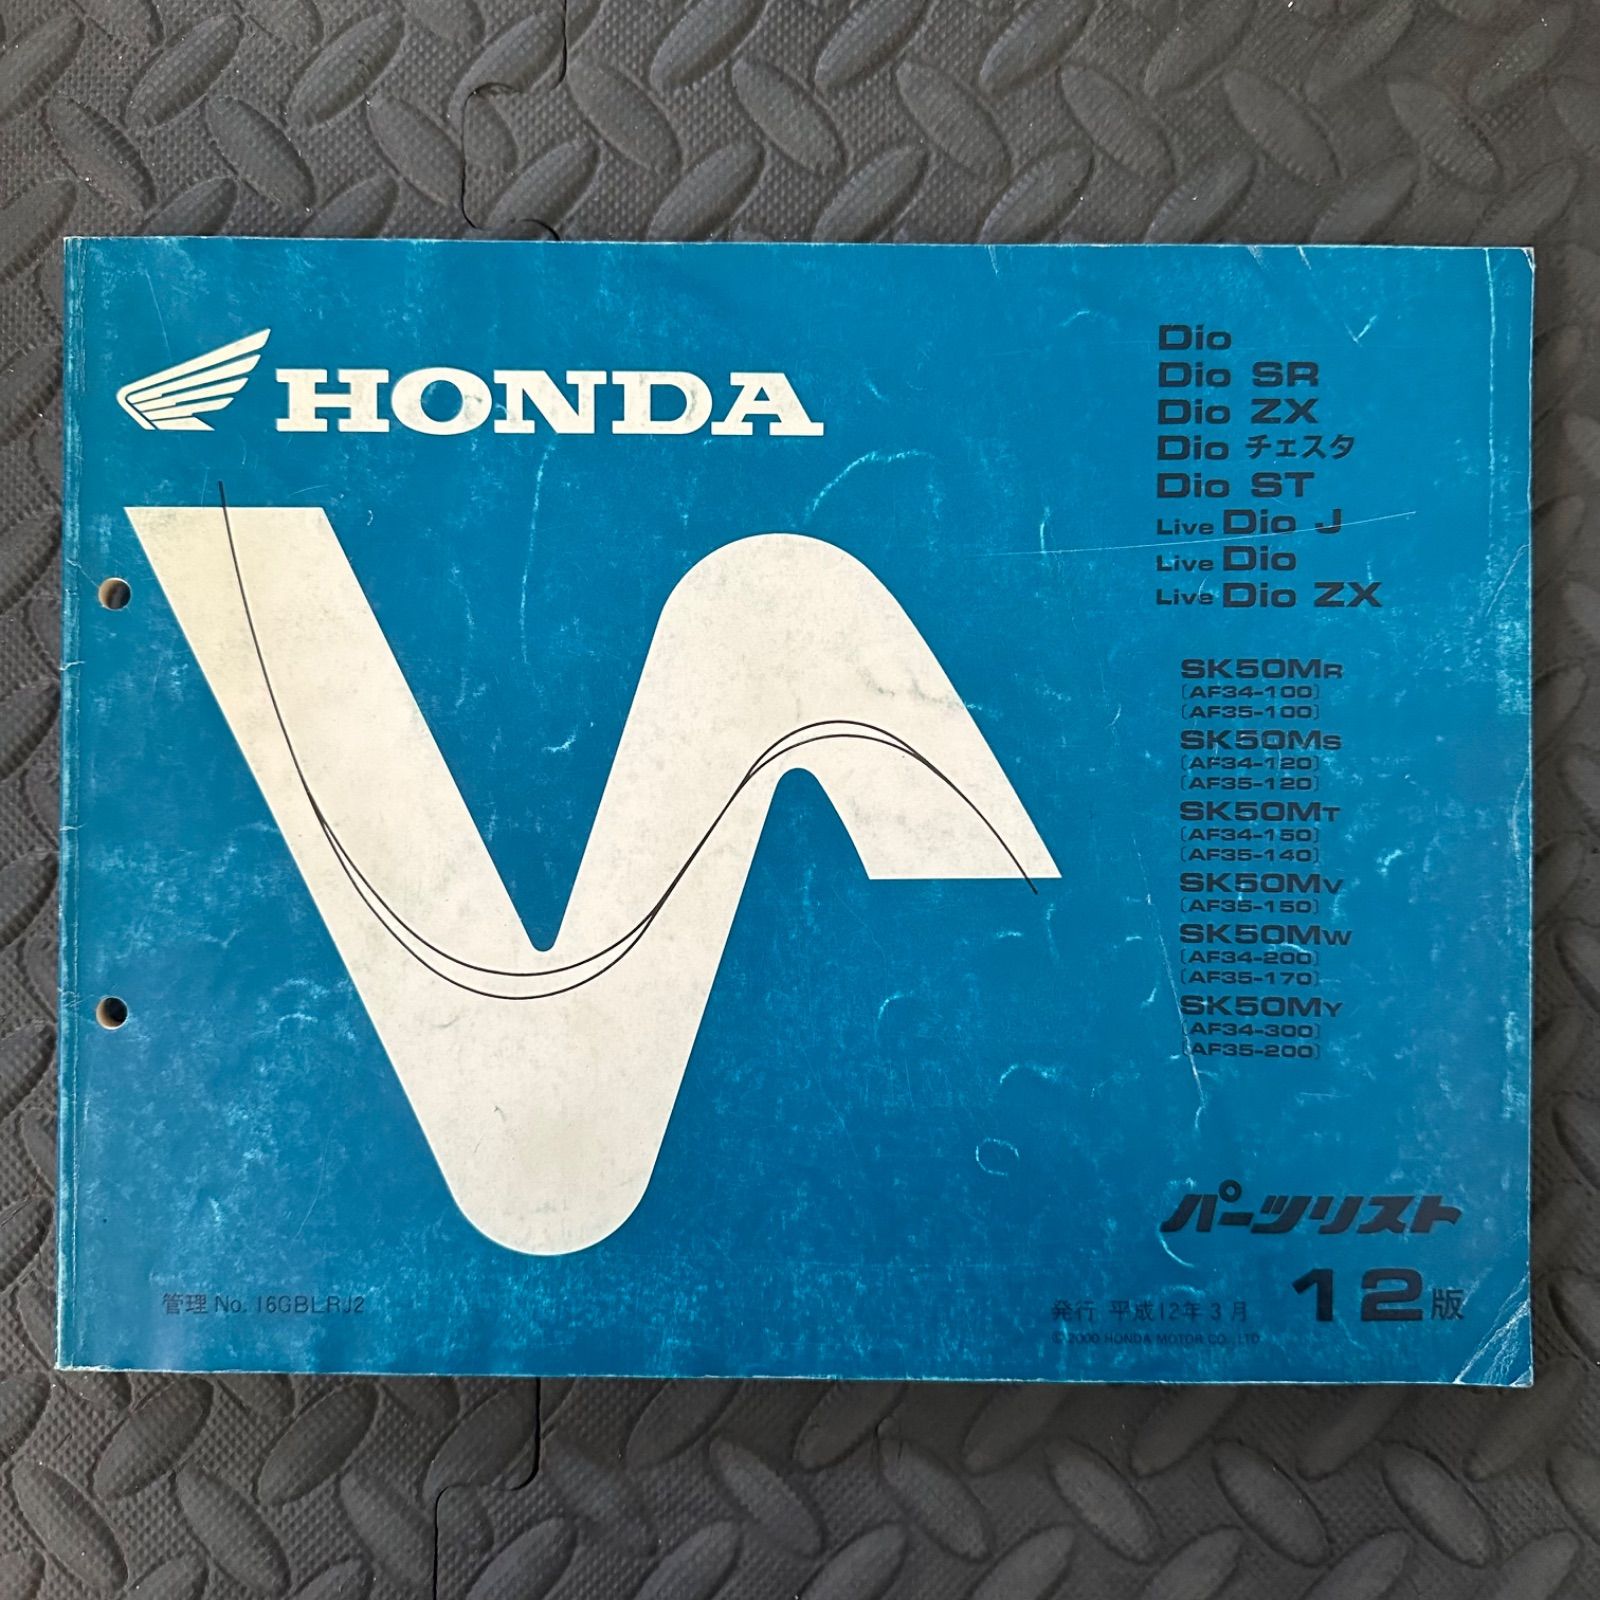 HONDA
Dio
Dio SR
Dio ZX
Dio チェスタ
Dio ST
Live Dio J
Live Dio
Live Dio ZX
SK50MR
〔AF34-100〕
〔AF35-100〕
SK50MS
〔AF34-120〕
〔AF35-120〕
SK50MT
〔AF34-150〕
〔AF35-140〕
SK50MV
〔AF35-150〕
SK50MW
〔AF34-200〕
〔AF35-170〕
SK50MY
〔AF34-300〕
〔AF35-200〕
パーツリスト
12版
管理 No. 16GBLRJ2
発行 平成12年3月
© 2000 HONDA MOTOR CO., LTD.